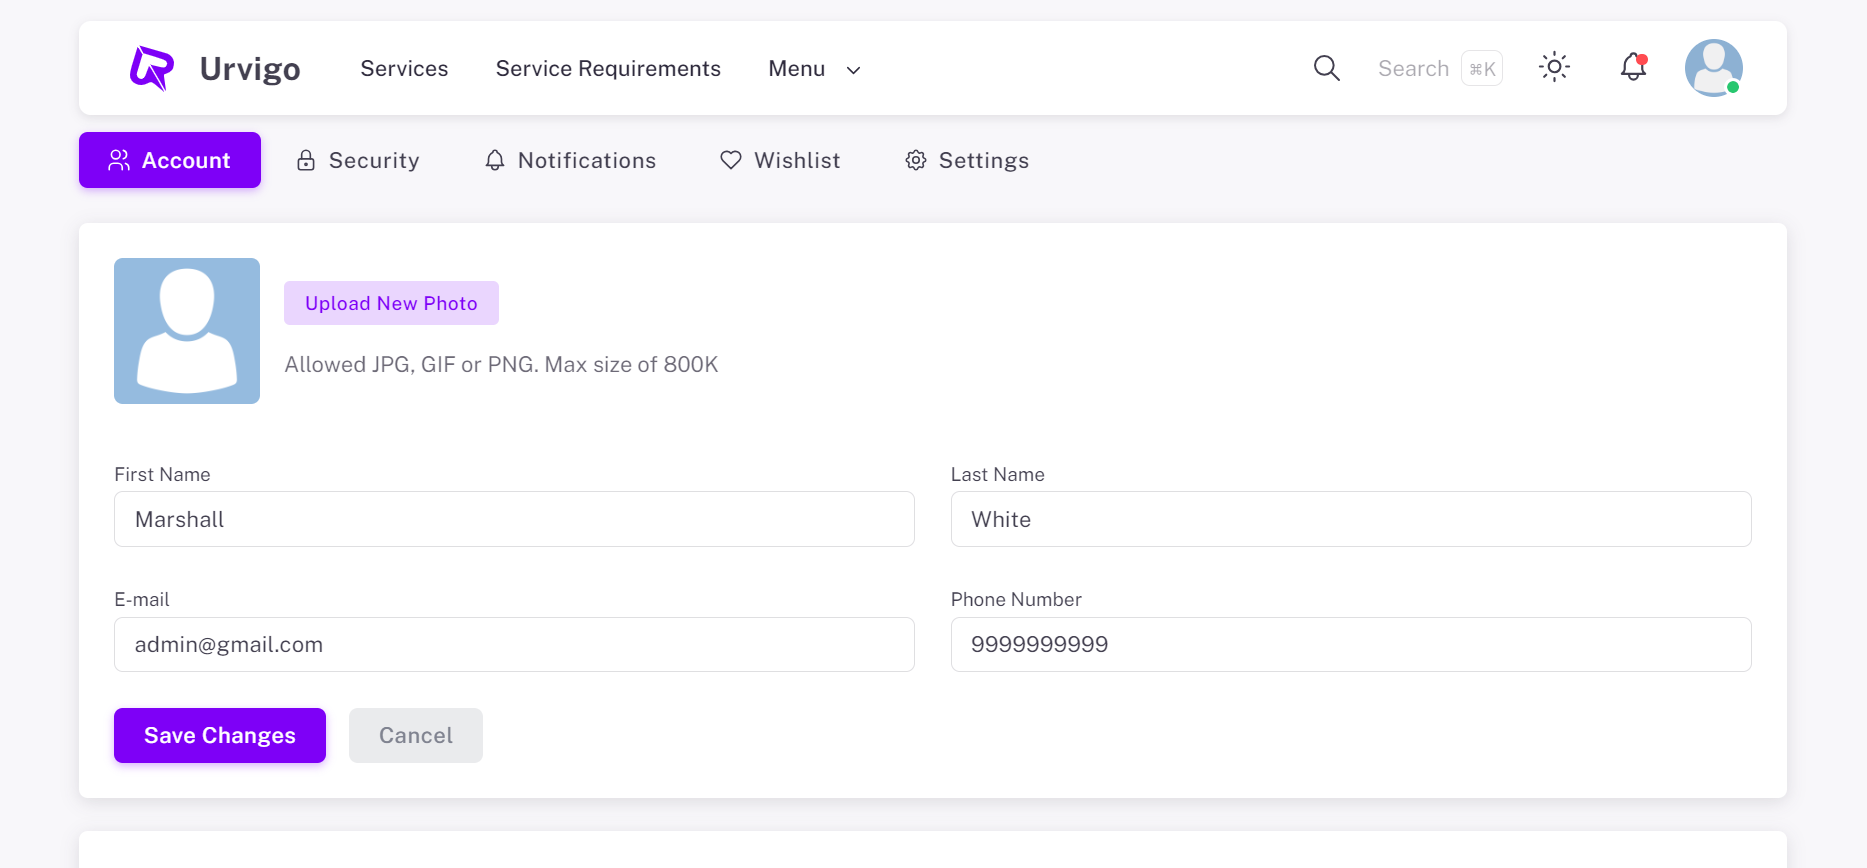 Urvigo Services Service Requirements Menu Search ⌘K
Account Security Notifications Wishlist Settings
Upload New Photo
Allowed JPG, GIF or PNG. Max size of 800K
First Name Last Name
Marshall White
E-mail Phone Number
admin@gmail.com 9999999999
Save Changes Cancel